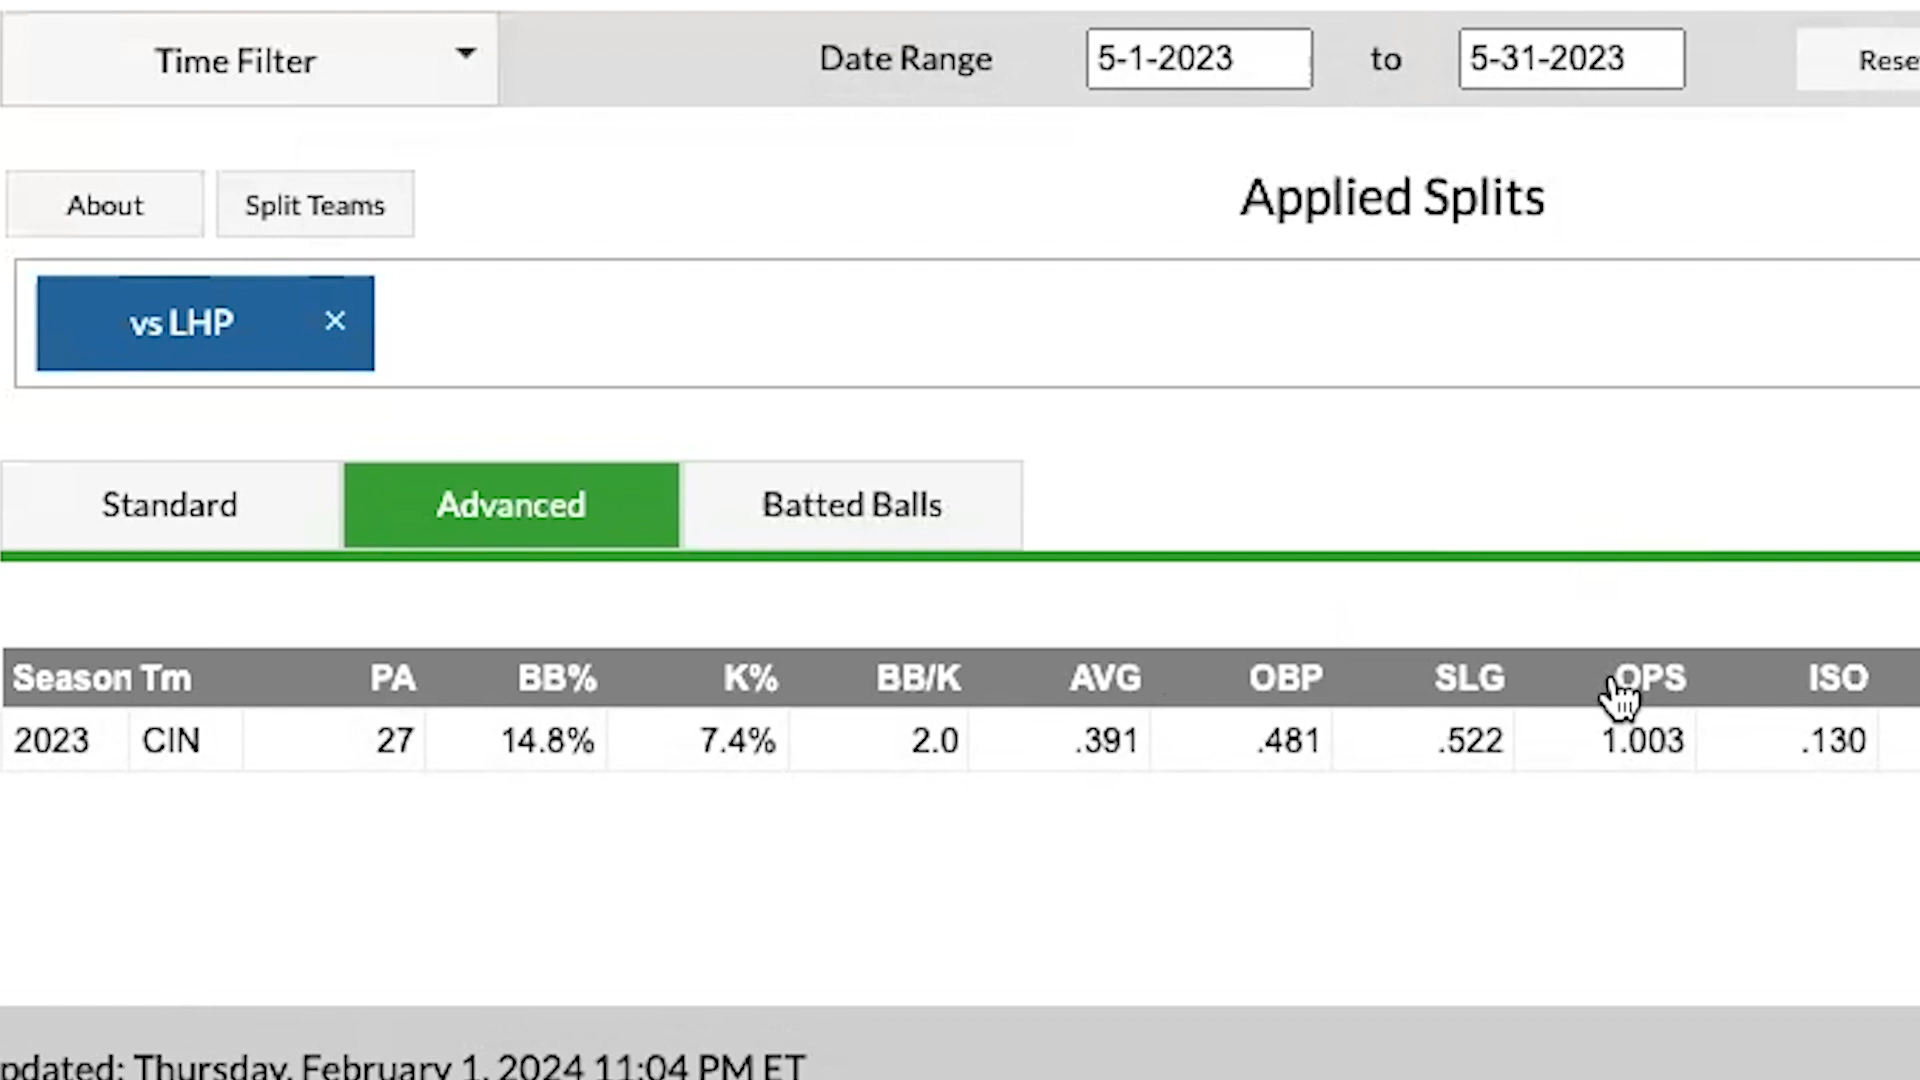 Time Filter Date Range 5-1-2023 to 5-31-2023 Rese
Applied Splits
About Split Teams
vs LHP ×
Standard Advanced Batted Balls
Season Tm PA BB% K% BB/K AVG OBP SLG OPS ISO
2023 CIN 27 14.8% 7.4% 2.0 .391 .481 .522 1.003 .130
pdated: Thursday, February 1, 2024 11:04 PM ET